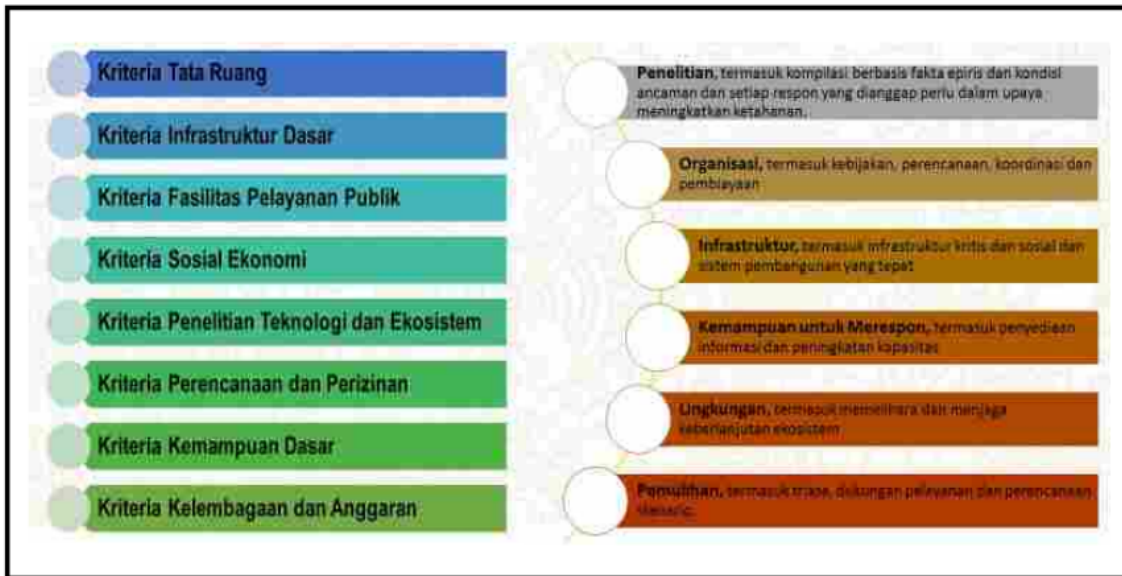 Kriteria Tata Ruang
Kriteria Infrastruktur Dasar
Kriteria Fasilitas Pelayanan Publik
Kriteria Sosial Ekonomi
Kriteria Penelitian Teknologi dan Ekosistem
Kriteria Perencanaan dan Perizinan
Kriteria Kemampuan Dasar
Kriteria Kelembagaan dan Anggaran
Penelitian, termasuk kompilasi berbasis fakta epiris dan kondisi
ancaman dan setiap respon yang dianggap perlu dalam upaya
meningkatkan ketahanan.
Organisasi, termasuk kebijakan, perencanaan, koordinasi dan
pembiayaan
Infrastruktur, termasuk infrastruktur kritis dan sosial dan
sistem pembangunan yang tepat
Kemampuan untuk Merespon, termasuk penyediaan
informasi dan peningkatan kapasitas
Lingkungan, termasuk memelihara dan menjaga
keberlanjutan ekosistem
Pemulihan, termasuk triase, dukungan pelayanan dan perencanaan
skenario.